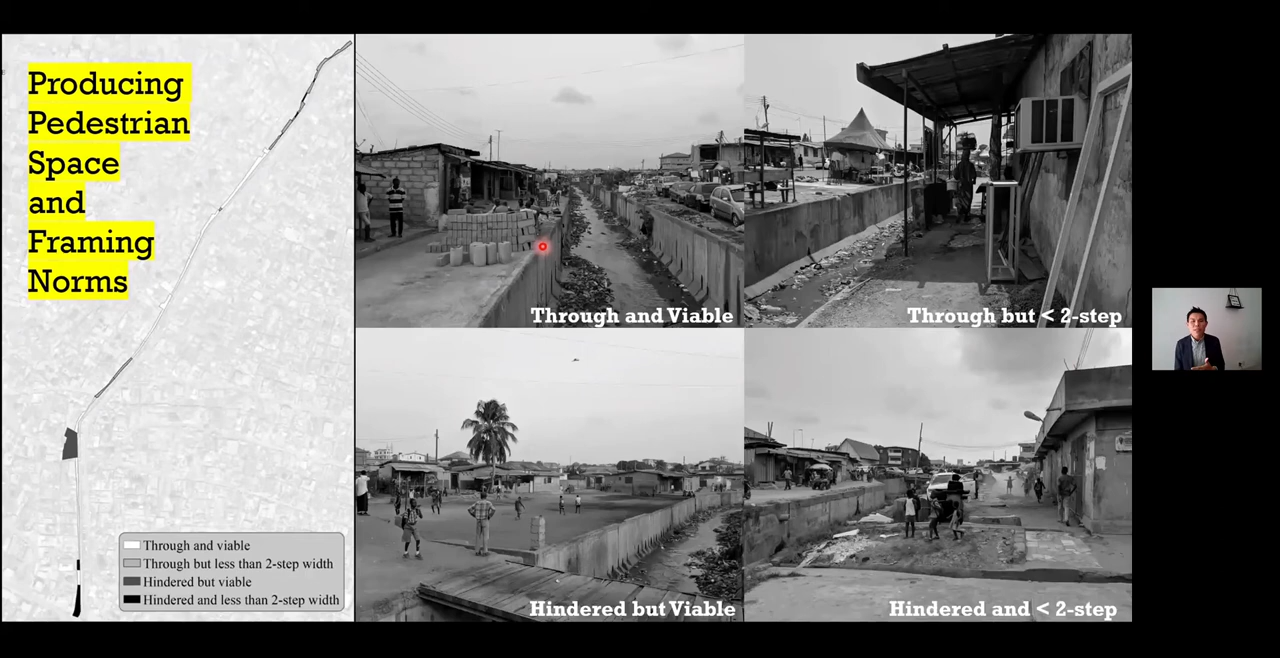 Producing
Pedestrian
Space
and
Framing
Norms
Through and viable
Through but less than 2-step width
Hindered but viable
Hindered and less than 2-step width
Through and Viable
Through but < 2-step
Hindered but Viable
Hindered and < 2-step